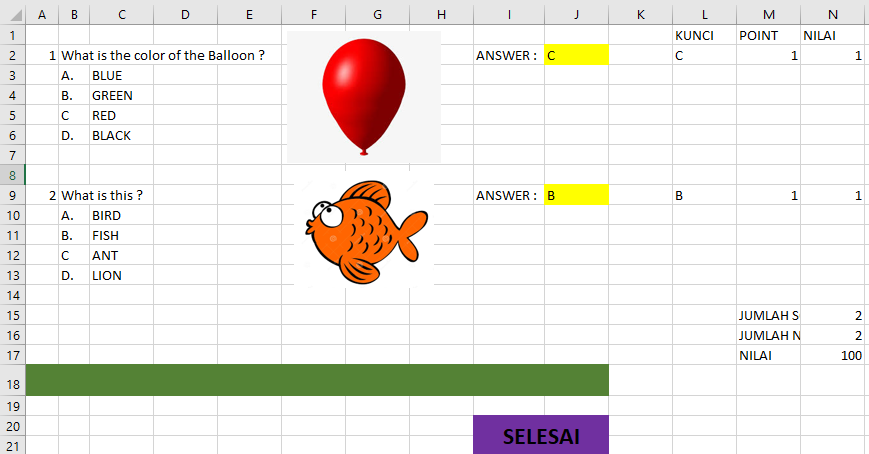 A B C D E F G H I J K L M N
1 KUNCI POINT NILAI
2 1 What is the color of the Balloon ? ANSWER : C C 1 1
3 A. BLUE
4 B. GREEN
5 C RED
6 D. BLACK
7
8
9 2 What is this ? ANSWER : B B 1 1
10 A. BIRD
11 B. FISH
12 C ANT
13 D. LION
14
15 JUMLAH S 2
16 JUMLAH N 2
17 NILAI 100
18
19
20 SELESAI
21